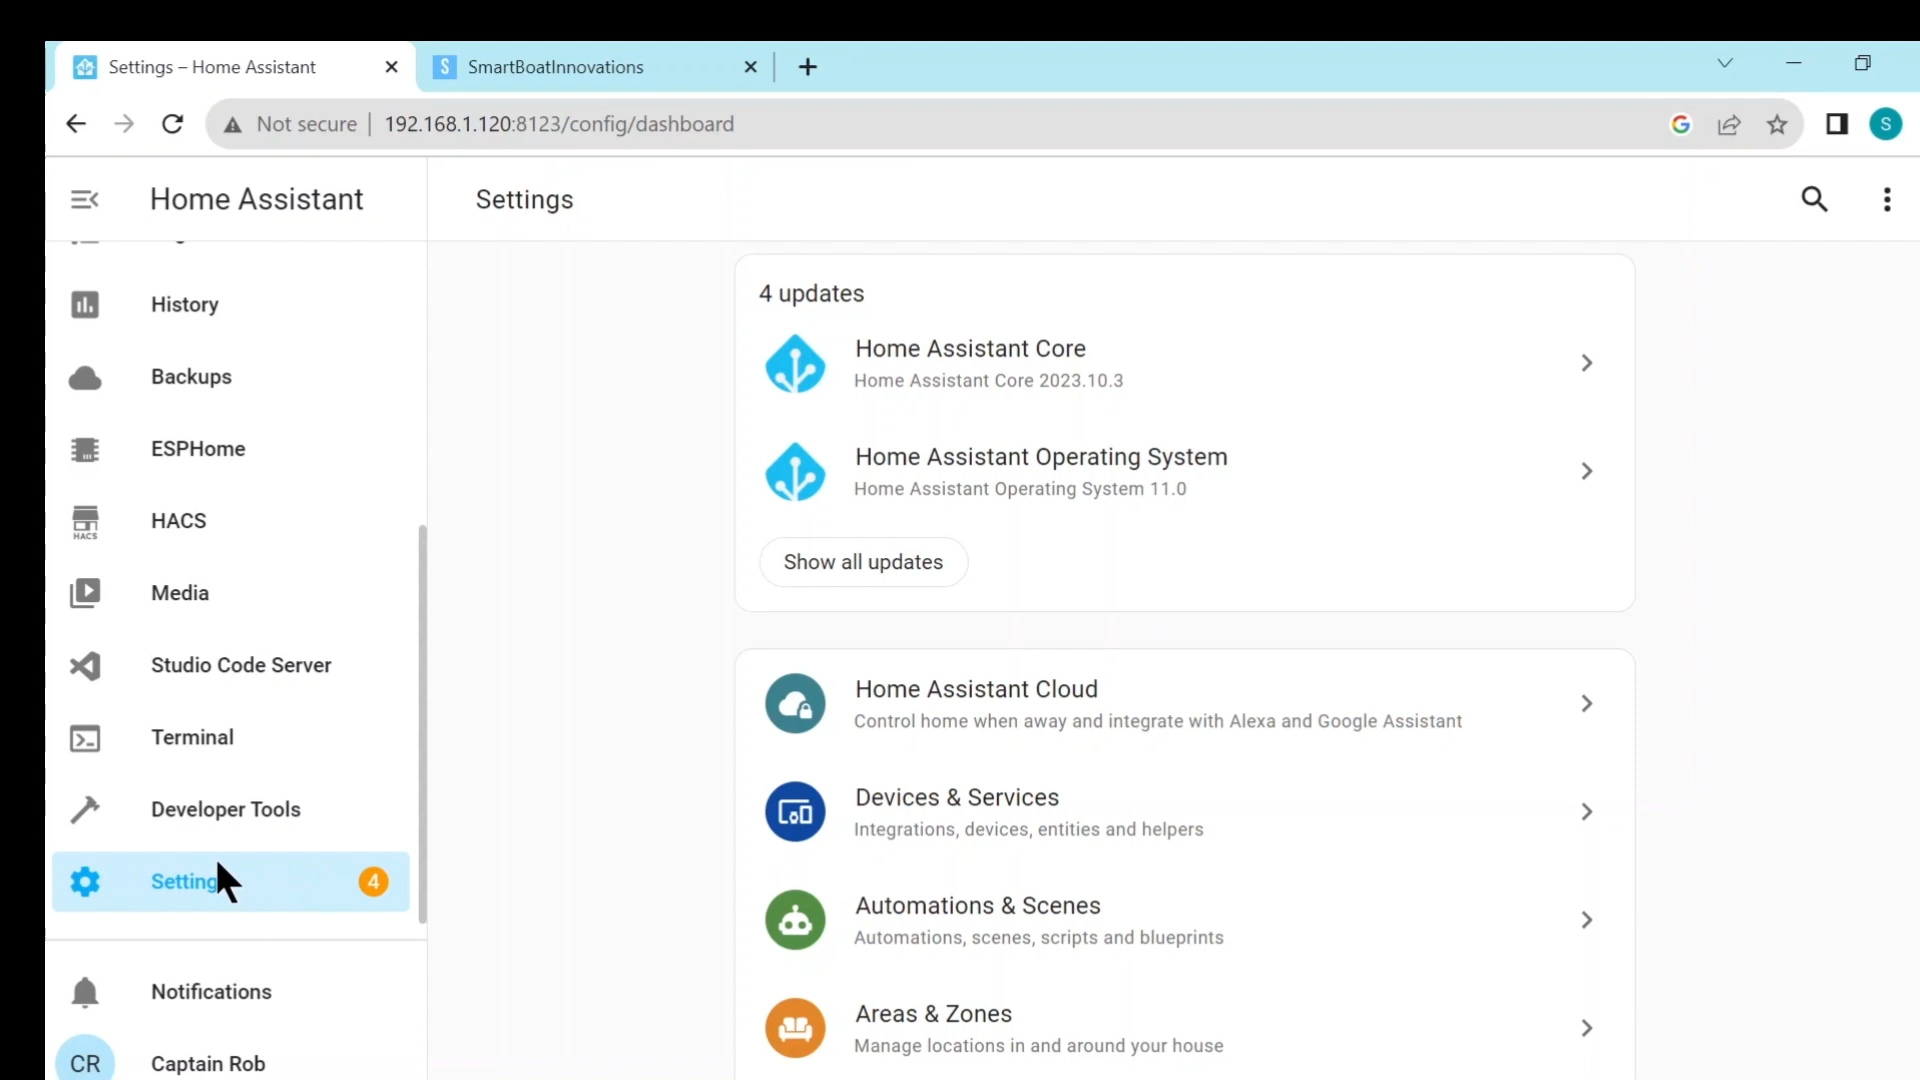 Settings – Home Assistant
S
SmartBoatInnovations
Not secure
192.168.1.120:8123/config/dashboard
G
S
Home Assistant
Settings
History
Backups
ESPHome
HACS
HACS
Media
Studio Code Server
Terminal
Developer Tools
Setting
4
Notifications
CR
Captain Rob
4 updates
Home Assistant Core
Home Assistant Core 2023.10.3
Home Assistant Operating System
Home Assistant Operating System 11.0
Show all updates
Home Assistant Cloud
Control home when away and integrate with Alexa and Google Assistant
Devices & Services
Integrations, devices, entities and helpers
Automations & Scenes
Automations, scenes, scripts and blueprints
Areas & Zones
Manage locations in and around your house